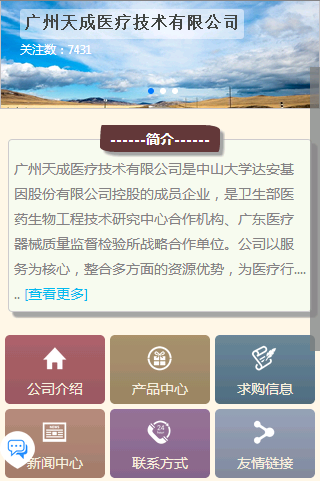 广州天成医疗技术有限公司
关注数：7431
------简介------
广州天成医疗技术有限公司是中山大学达安基
因股份有限公司控股的成员企业，是卫生部医
药生物工程技术研究中心合作机构、广东医疗
器械质量监督检验所战略合作单位。公司以服
务为核心，整合多方面的资源优势，为医疗行....
.. [查看更多]
公司介绍
产品中心
求购信息
新闻中心
联系方式
友情链接